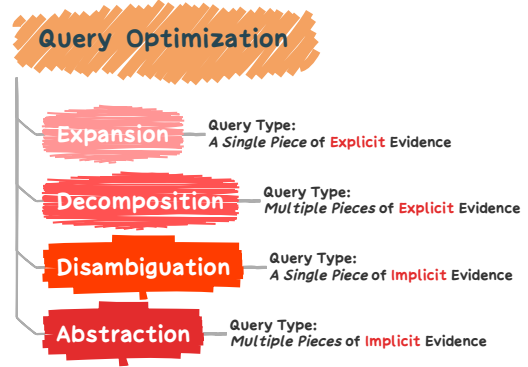 Query Optimization
Expansion
Query Type:
A Single Piece of Explicit Evidence
Decomposition
Query Type:
Multiple Pieces of Explicit Evidence
Disambiguation
Query Type:
A Single Piece of Implicit Evidence
Abstraction
Query Type:
Multiple Pieces of Implicit Evidence